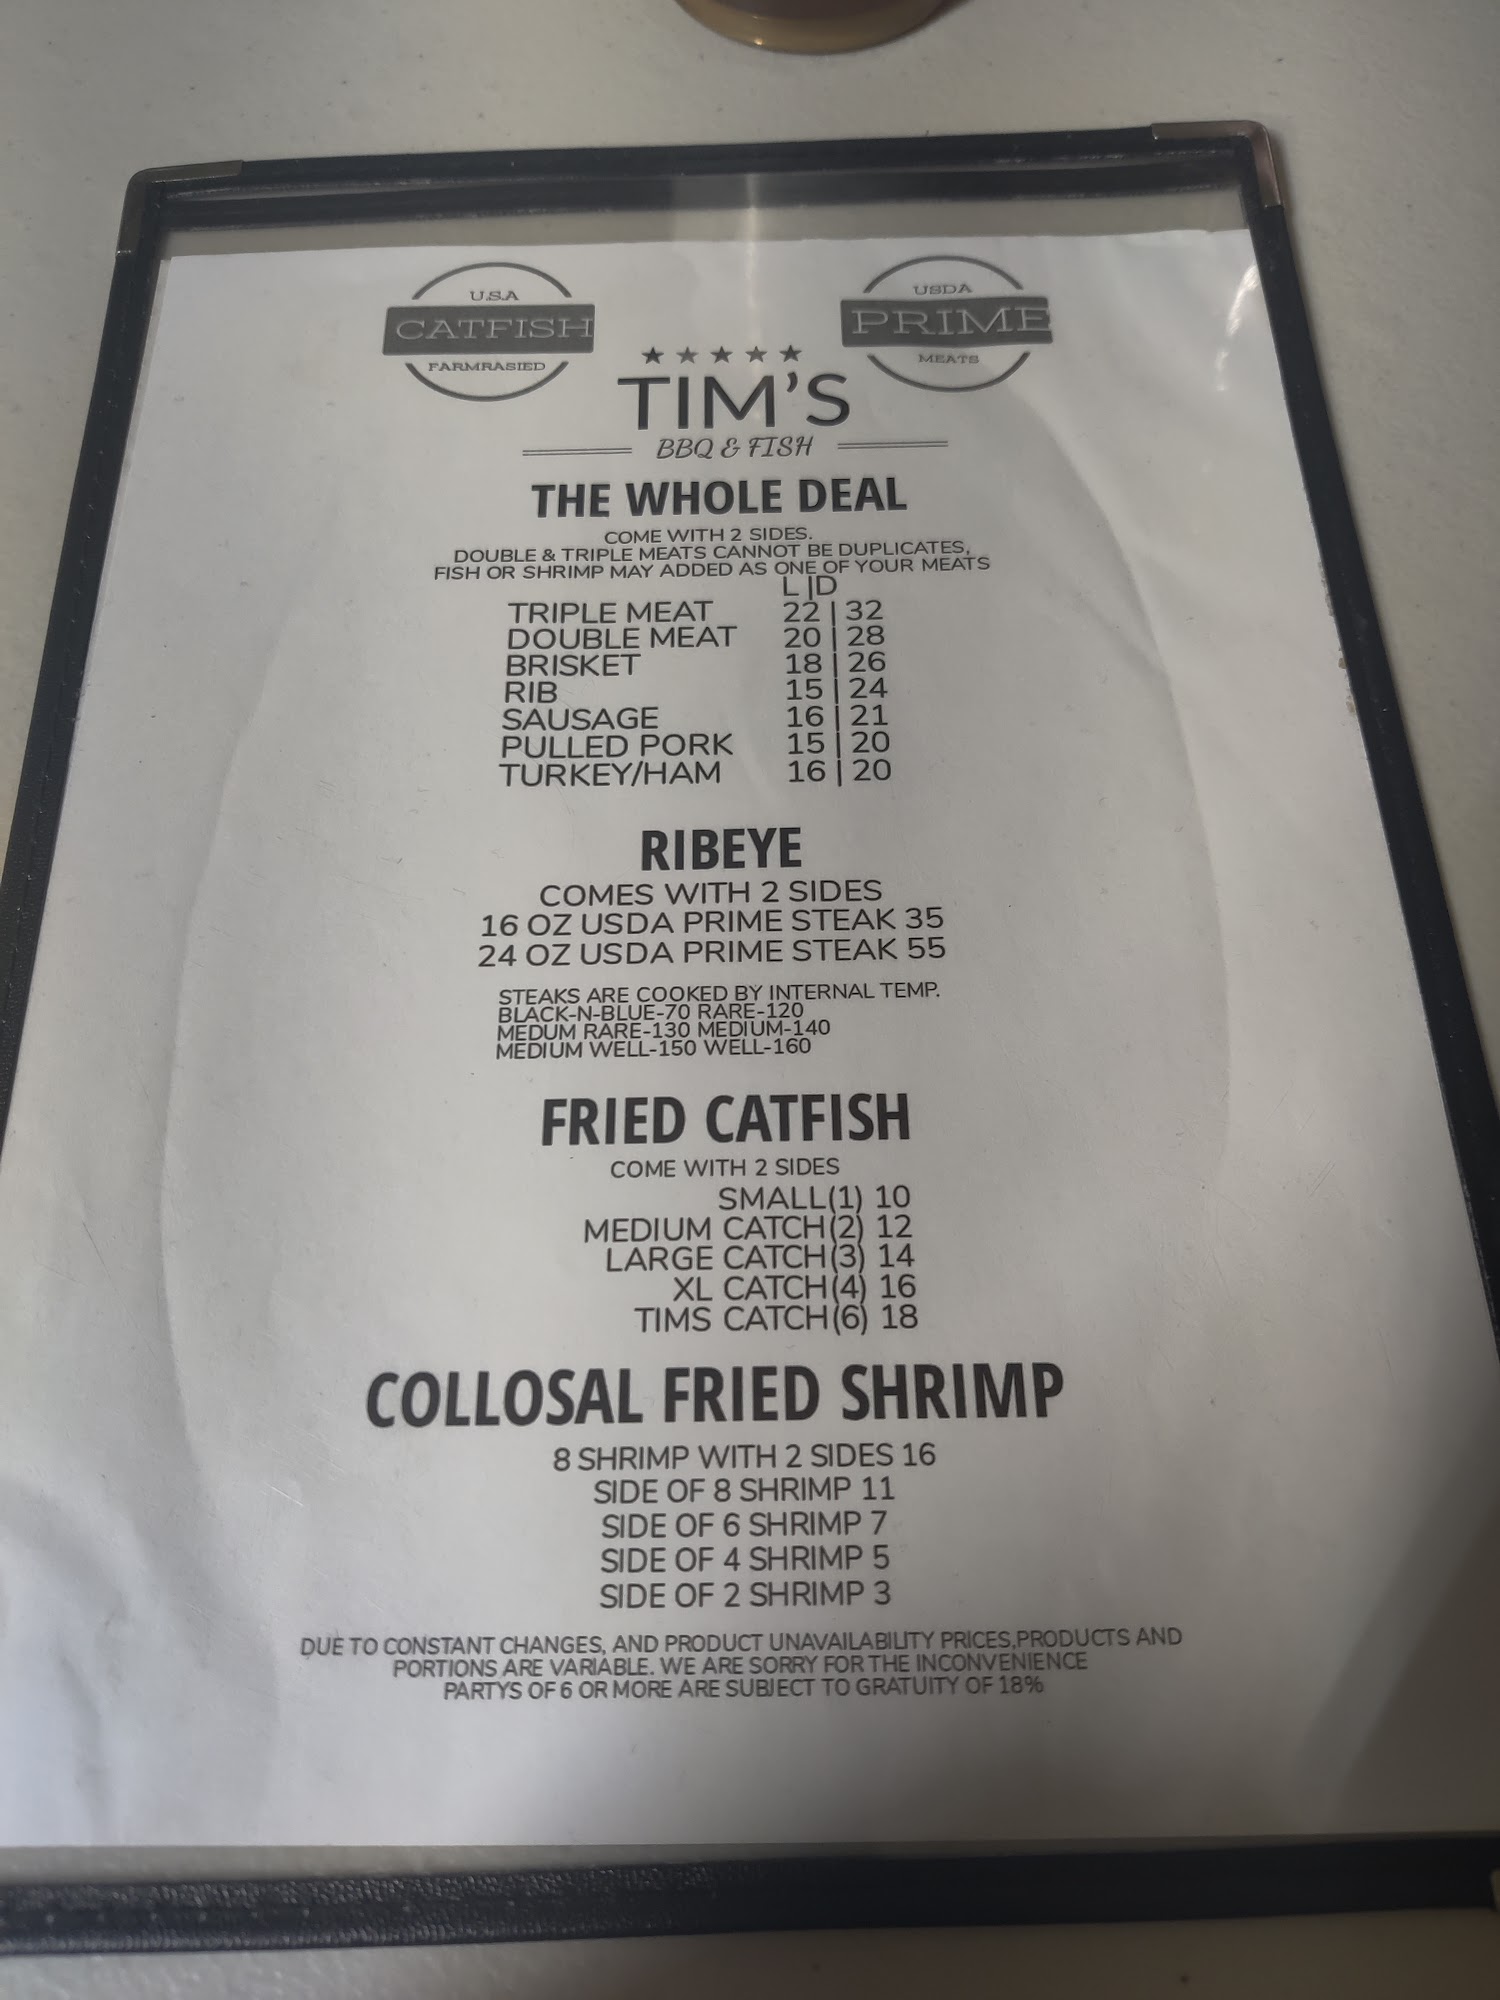 U.S.A
CATFISH
FARMRASIED
USDA
PRIME
MEATS
TIM'S
BBQ & FISH
THE WHOLE DEAL
COME WITH 2 SIDES.
DOUBLE & TRIPLE MEATS CANNOT BE DUPLICATES,
FISH OR SHRIMP MAY ADDED AS ONE OF YOUR MEATS
L |D
TRIPLE MEAT 22 | 32
DOUBLE MEAT 20 | 28
BRISKET 18 | 26
RIB 15 | 24
SAUSAGE 16 | 21
PULLED PORK 15 | 20
TURKEY/HAM 16 | 20
RIBEYE
COMES WITH 2 SIDES
16 OZ USDA PRIME STEAK 35
24 OZ USDA PRIME STEAK 55
STEAKS ARE COOKED BY INTERNAL TEMP.
BLACK-N-BLUE-70 RARE-120
MEDUM RARE-130 MEDIUM-140
MEDIUM WELL-150 WELL-160
FRIED CATFISH
COME WITH 2 SIDES
SMALL(1) 10
MEDIUM CATCH(2) 12
LARGE CATCH(3) 14
XL CATCH(4) 16
TIMS CATCH(6) 18
COLLOSAL FRIED SHRIMP
8 SHRIMP WITH 2 SIDES 16
SIDE OF 8 SHRIMP 11
SIDE OF 6 SHRIMP 7
SIDE OF 4 SHRIMP 5
SIDE OF 2 SHRIMP 3
DUE TO CONSTANT CHANGES, AND PRODUCT UNAVAILABILITY PRICES,PRODUCTS AND
PORTIONS ARE VARIABLE. WE ARE SORRY FOR THE INCONVENIENCE
PARTYS OF 6 OR MORE ARE SUBJECT TO GRATUITY OF 18%